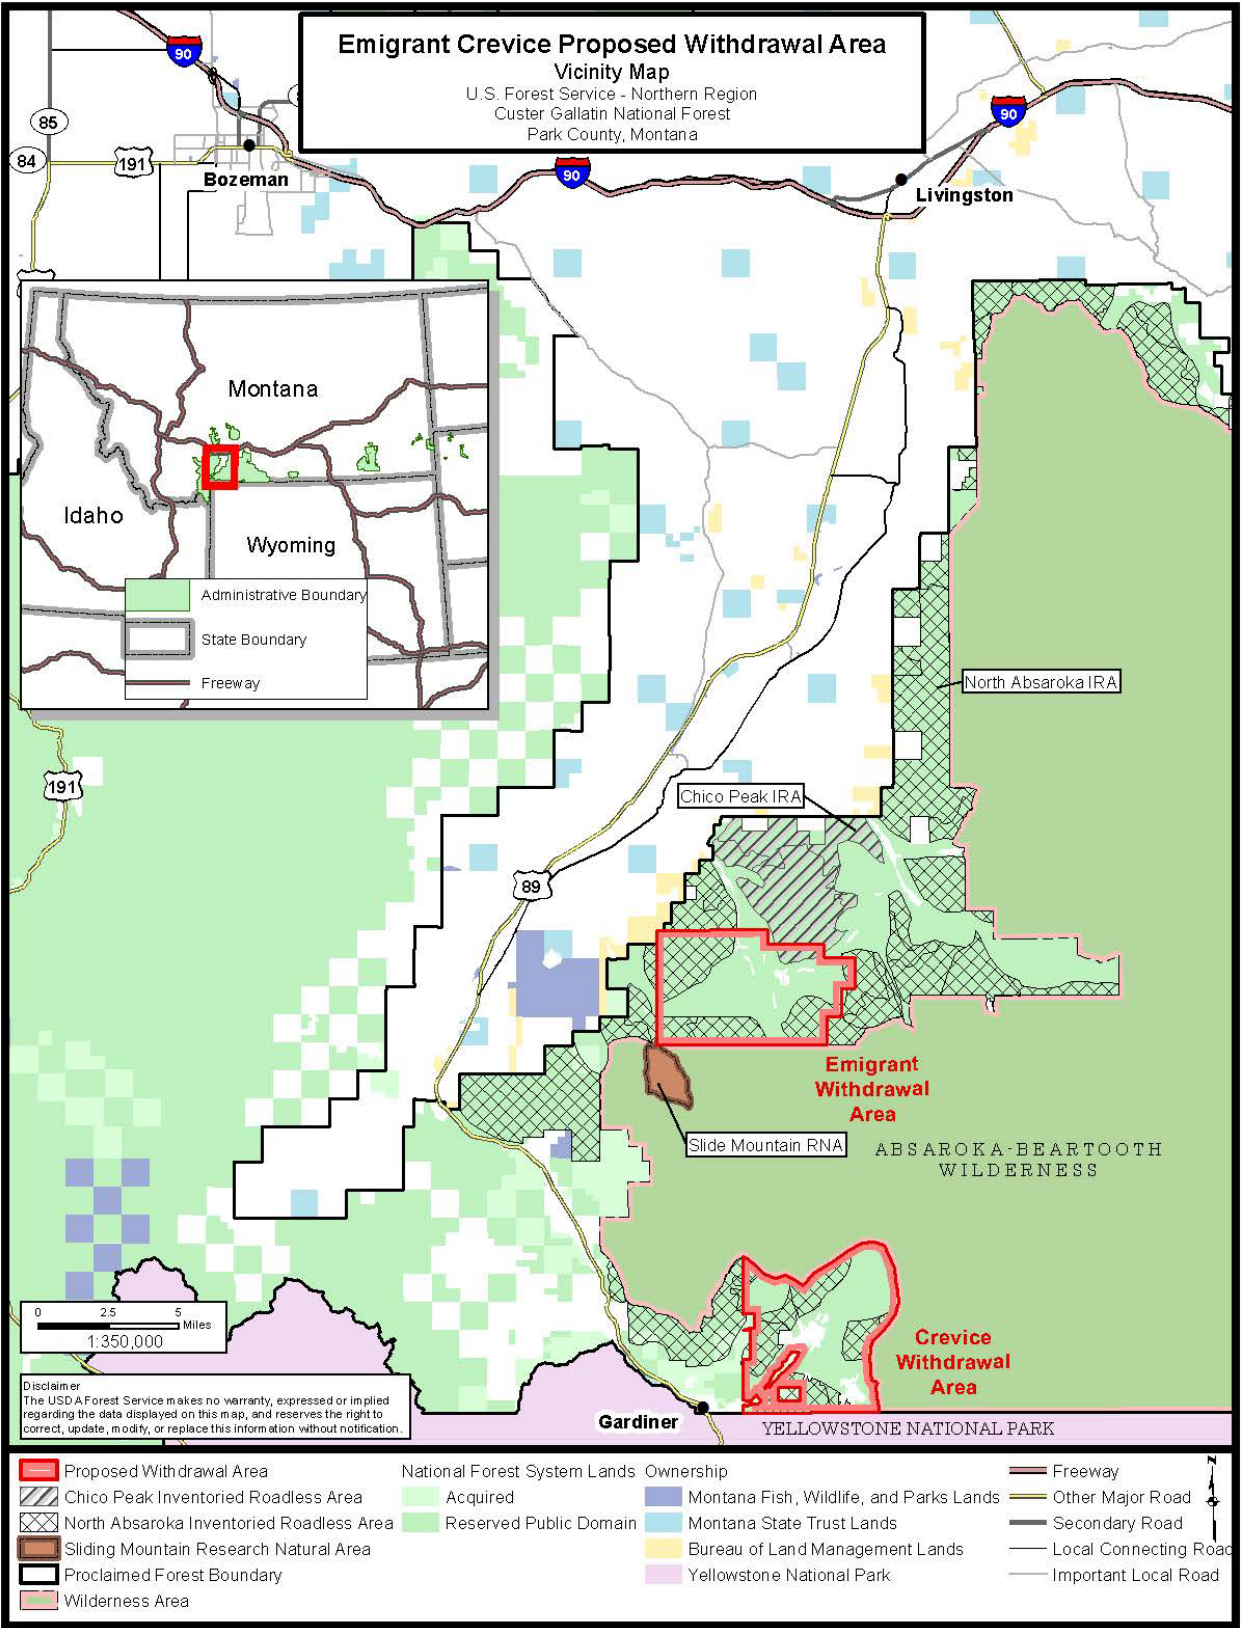 Emigrant Crevice Proposed Withdrawal Area
Vicinity Map
U.S. Forest Service - Northern Region
Custer Gallatin National Forest
Park County, Montana
90
85
84
191
Bozeman
90
90
Livingston
Montana
Idaho
Wyoming
Administrative Boundary
State Boundary
Freeway
North Absaroka IRA
191
Chico Peak IRA
89
Emigrant
Withdrawal
Area
Slide Mountain RNA
ABSAROKA-BEARTOOTH
WILDERNESS
0 2.5 5
Miles
1:350,000
Crevice
Withdrawal
Area
Disclaimer
The USDA Forest Service makes no warranty, expressed or implied
regarding the data displayed on this map, and reserves the right to
correct, update, modify, or replace this information without notification.
Gardiner
YELLOWSTONE NATIONAL PARK
Proposed Withdrawal Area
Chico Peak Inventoried Roadless Area
North Absaroka Inventoried Roadless Area
Sliding Mountain Research Natural Area
Proclaimed Forest Boundary
Wilderness Area
National Forest System Lands
Acquired
Reserved Public Domain
Ownership
Montana Fish, Wildlife, and Parks Lands
Montana State Trust Lands
Bureau of Land Management Lands
Yellowstone National Park
Freeway
Other Major Road
Secondary Road
Local Connecting Road
Important Local Road
N